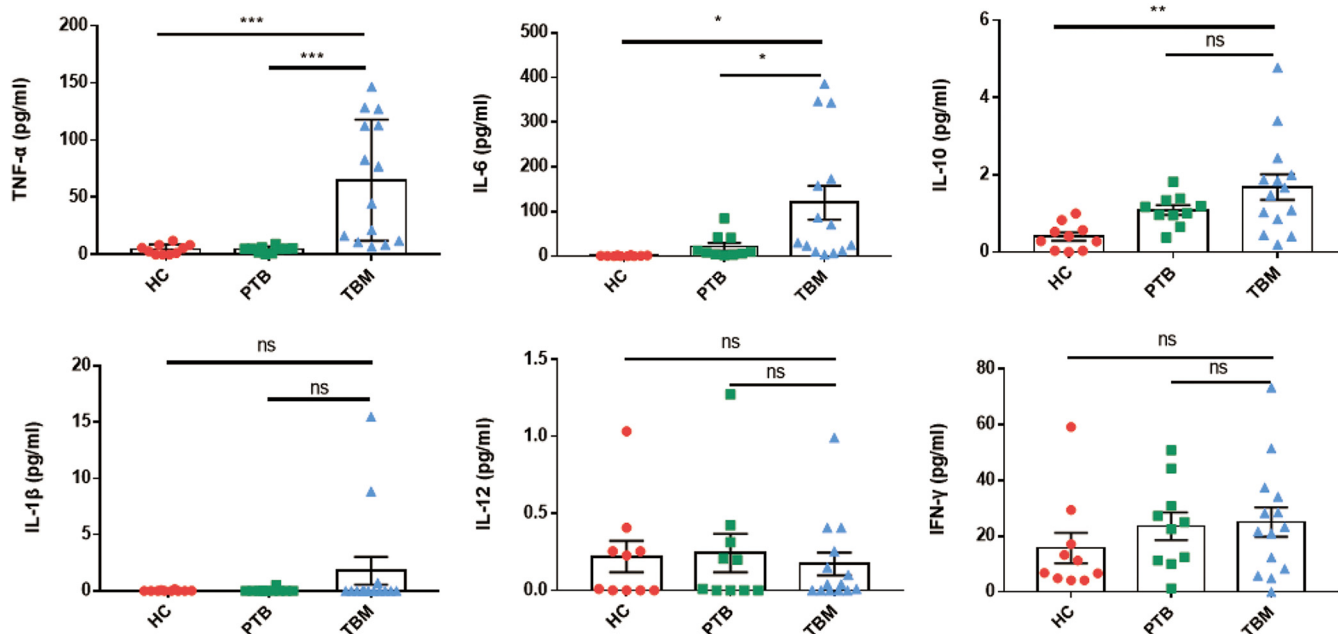 ***
***
TNF-α (pg/ml)
200
150
100
50
0
HC
PTB
TBM
*
*
IL-6 (pg/ml)
500
400
300
200
100
0
HC
PTB
TBM
**
ns
IL-10 (pg/ml)
6
4
2
0
HC
PTB
TBM
ns
ns
IL-1β (pg/ml)
20
15
10
5
0
HC
PTB
TBM
ns
ns
IL-12 (pg/ml)
1.5
1.0
0.5
0.0
HC
PTB
TBM
ns
ns
IFN-γ (pg/ml)
80
60
40
20
0
HC
PTB
TBM